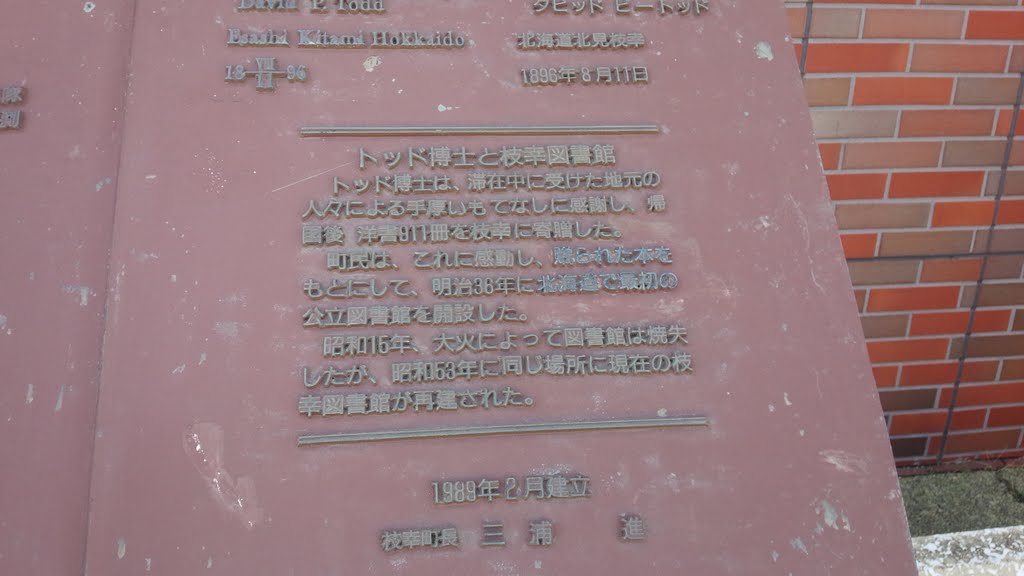 David P. Todd
Esashi Kitami Hokkaido
13 VIII 96
タビッド ピートッド
北海道北見枝幸
1896年8月11日
トッド博士と枝幸図書館
トッド博士は、滞在中に受けた地元の
人々による手厚いもてなしに感謝し、帰
国後 洋書911冊を枝幸に寄贈した。
町民は、これに感動し、贈られた本を
もとにして、明治36年に北海道で最初の
公立図書館を開設した。
昭和15年、大火によって図書館は焼失
したが、昭和53年に同じ場所に現在の枝
幸図書館が再建された。
1989年2月建立
枝幸町長 三浦 進